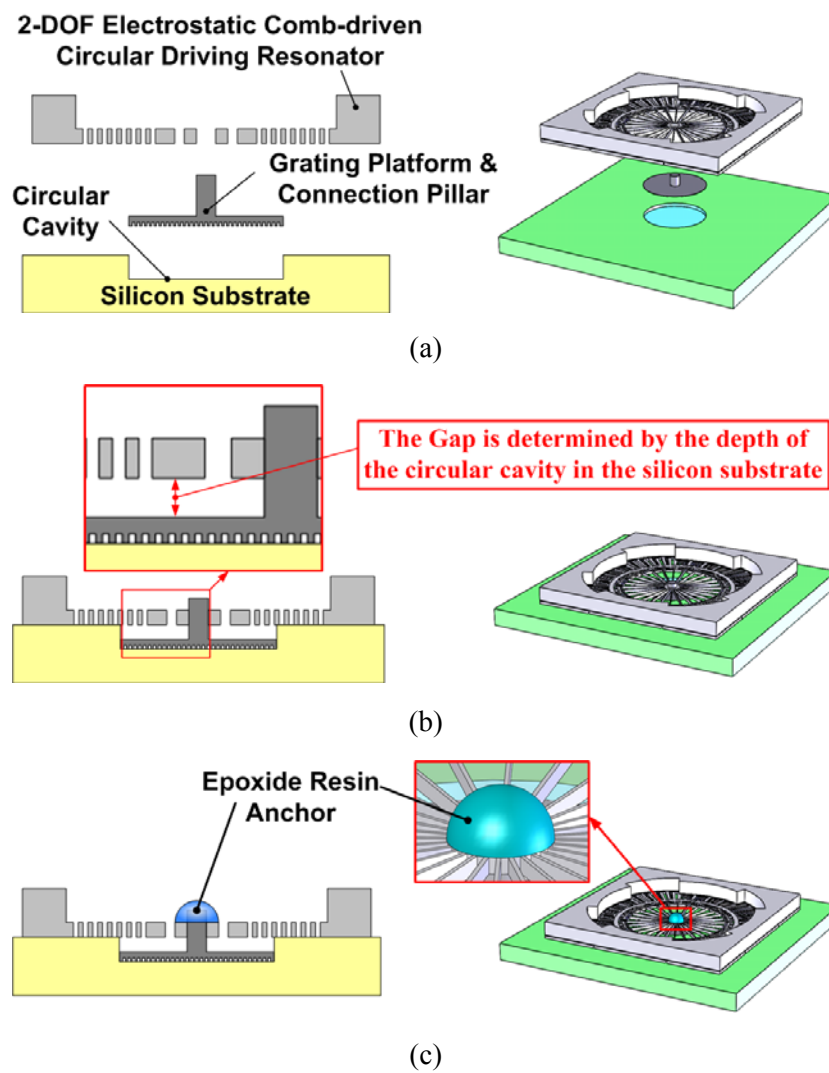 2-DOF Electrostatic Comb-driven
Circular Driving Resonator
Grating Platform &
Connection Pillar
Circular
Cavity
Silicon Substrate
(a)
The Gap is determined by the depth of
the circular cavity in the silicon substrate
(b)
Epoxide Resin
Anchor
(c)